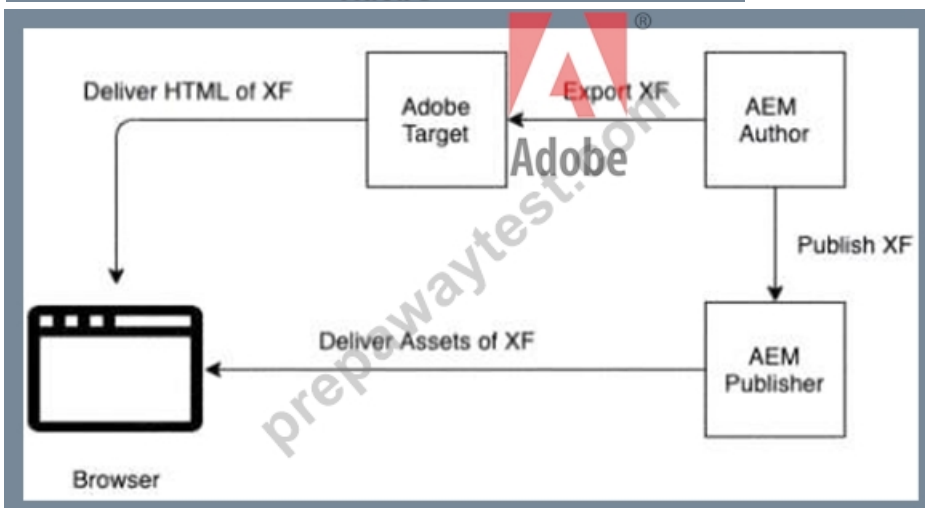 Deliver HTML of XF
Adobe
Target
Export XF
AEM
Author
®
Adobe
Publish XF
Deliver Assets of XF
AEM
Publisher
Browser
prepawaytest.com